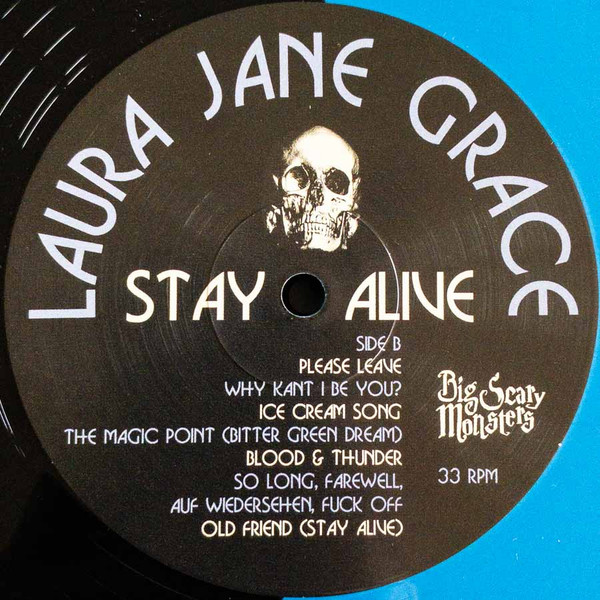 LAURA JANE GRACE
STAY ALIVE
SIDE B
PLEASE LEAVE
WHY KANT I BE YOU?
ICE CREAM SONG
THE MAGIC POINT (BITTER GREEN DREAM)
BLOOD & THUNDER
SO LONG, FAREWELL,
AUF WIEDERSEHEN, FUCK OFF
OLD FRIEND (STAY ALIVE)
Big Scary
Monsters
33 RPM